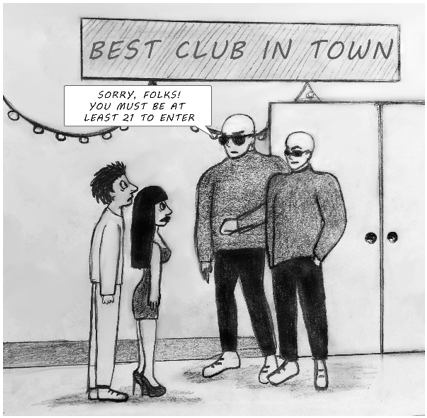 BEST CLUB IN TOWN
SORRY, FOLKS!
YOU MUST BE AT
LEAST 21 TO ENTER